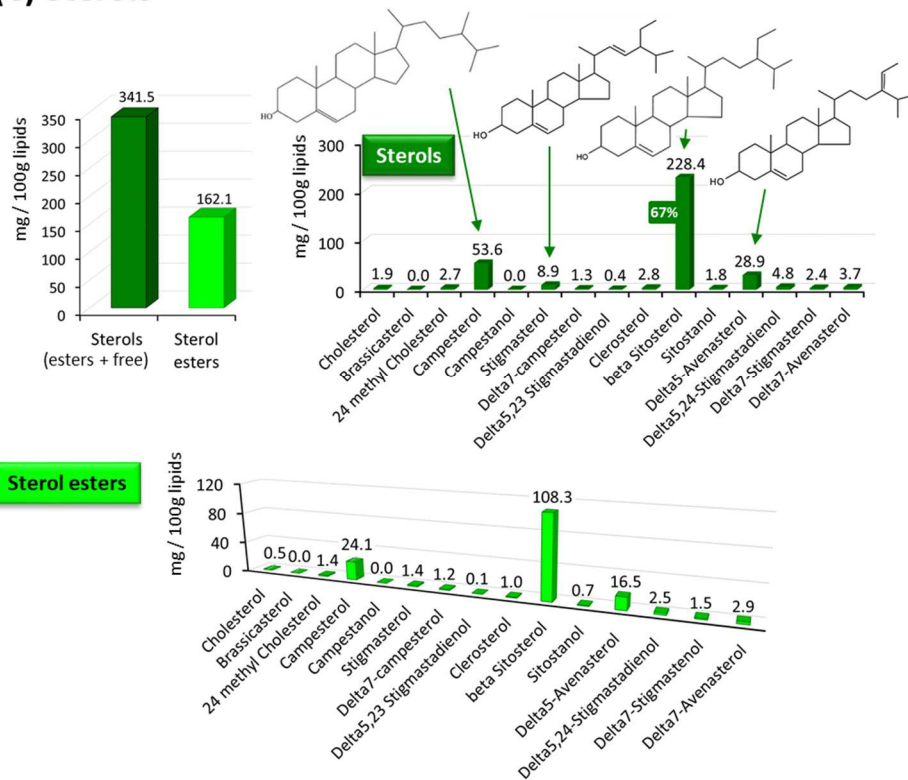 341.5
162.1
350
300
250
200
150
100
50
0
mg / 100g lipids
Sterols
(esters + free)
Sterol
esters
HO
HO
HO
HO
Sterols
300
200
100
0
mg / 100g lipids
1.9
0.0
2.7
53.6
0.0
8.9
1.3
0.4
2.8
67%
228.4
1.8
28.9
4.8
2.4
3.7
Cholesterol
Brassicasterol
24 methyl Cholesterol
Campesterol
Campestanol
Stigmasterol
Delta7-campesterol
Delta5,23 Stigmastadienol
Clerosterol
beta Sitosterol
Sitostanol
Delta5-Avenasterol
Delta5,24-Stigmastadienol
Delta7-Stigmastenol
Delta7-Avenasterol
Sterol esters
120
80
40
0
mg / 100g lipids
0.5
0.0
1.4
24.1
0.0
1.4
1.2
0.1
1.0
108.3
0.7
16.5
2.5
1.5
2.9
Cholesterol
Brassicasterol
24 methyl Cholesterol
Campesterol
Campestanol
Stigmasterol
Delta7-campesterol
Delta5,23 Stigmastadienol
Clerosterol
beta Sitosterol
Sitostanol
Delta5-Avenasterol
Delta5,24-Stigmastadienol
Delta7-Stigmastenol
Delta7-Avenasterol